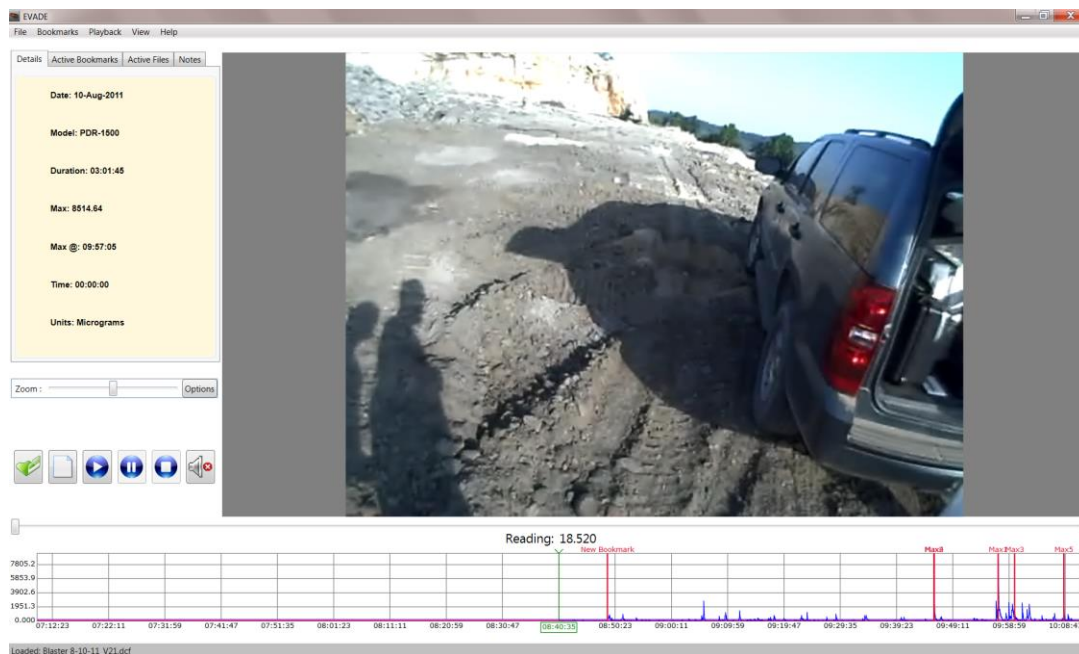 EVADE
File Bookmarks Playback View Help
Details Active Bookmarks Active Files Notes
Date: 10-Aug-2011
Model: PDR-1500
Duration: 03:01:45
Max: 8514.64
Max @: 09:57:05
Time: 00:00:00
Units: Micrograms
Zoom : Options
Reading: 18.520
New Bookmark Max3 Max5
7805.2
5853.9
3902.6
1951.3
0.000
07:12:23 07:22:11 07:31:59 07:41:47 07:51:35 08:01:23 08:11:11 08:20:59 08:30:47 08:40:35 08:50:23 09:00:11 09:09:59 09:19:47 09:29:35 09:39:23 09:49:11 09:58:59
Loaded: Blaster 8-10-11_V21.dcf